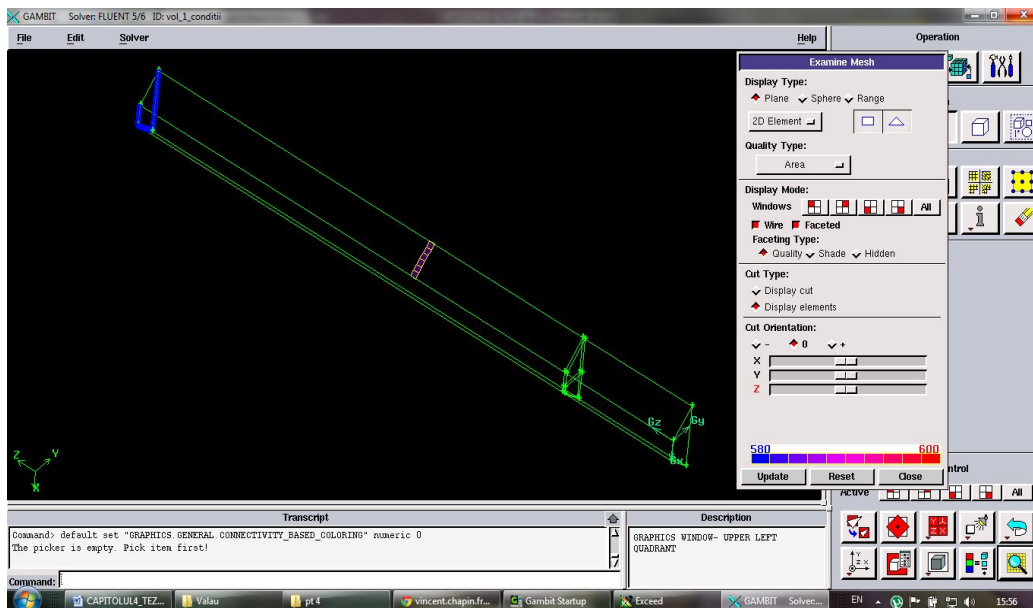 GAMBIT Solver: FLUENT 5/6 ID: vol_1_conditii
File Edit Solver Help
Operation
Examine Mesh
Display Type:
Plane Sphere Range
2D Element
Quality Type:
Area
Display Mode:
Windows All
Wire Faceted
Faceting Type:
Quality Shade Hidden
Cut Type:
Display cut
Display elements
Cut Orientation:
- 0 +
X
Y
Z
580 600
Update Reset Close
ntrol
Active All
Gz Gy
Gx
Z Y
X
Transcript
Command> default set "GRAPHICS.GENERAL.CONNECTIVITY_BASED_COLORING" numeric 0
The picker is empty. Pick item first!
Command:
Description
GRAPHICS WINDOW- UPPER LEFT
QUADRANT
CAPITOLUL4_TEZ... Valau pt 4 vincent.chapin.fr... Gambit Startup Exceed GAMBIT Solver:... EN 15:56